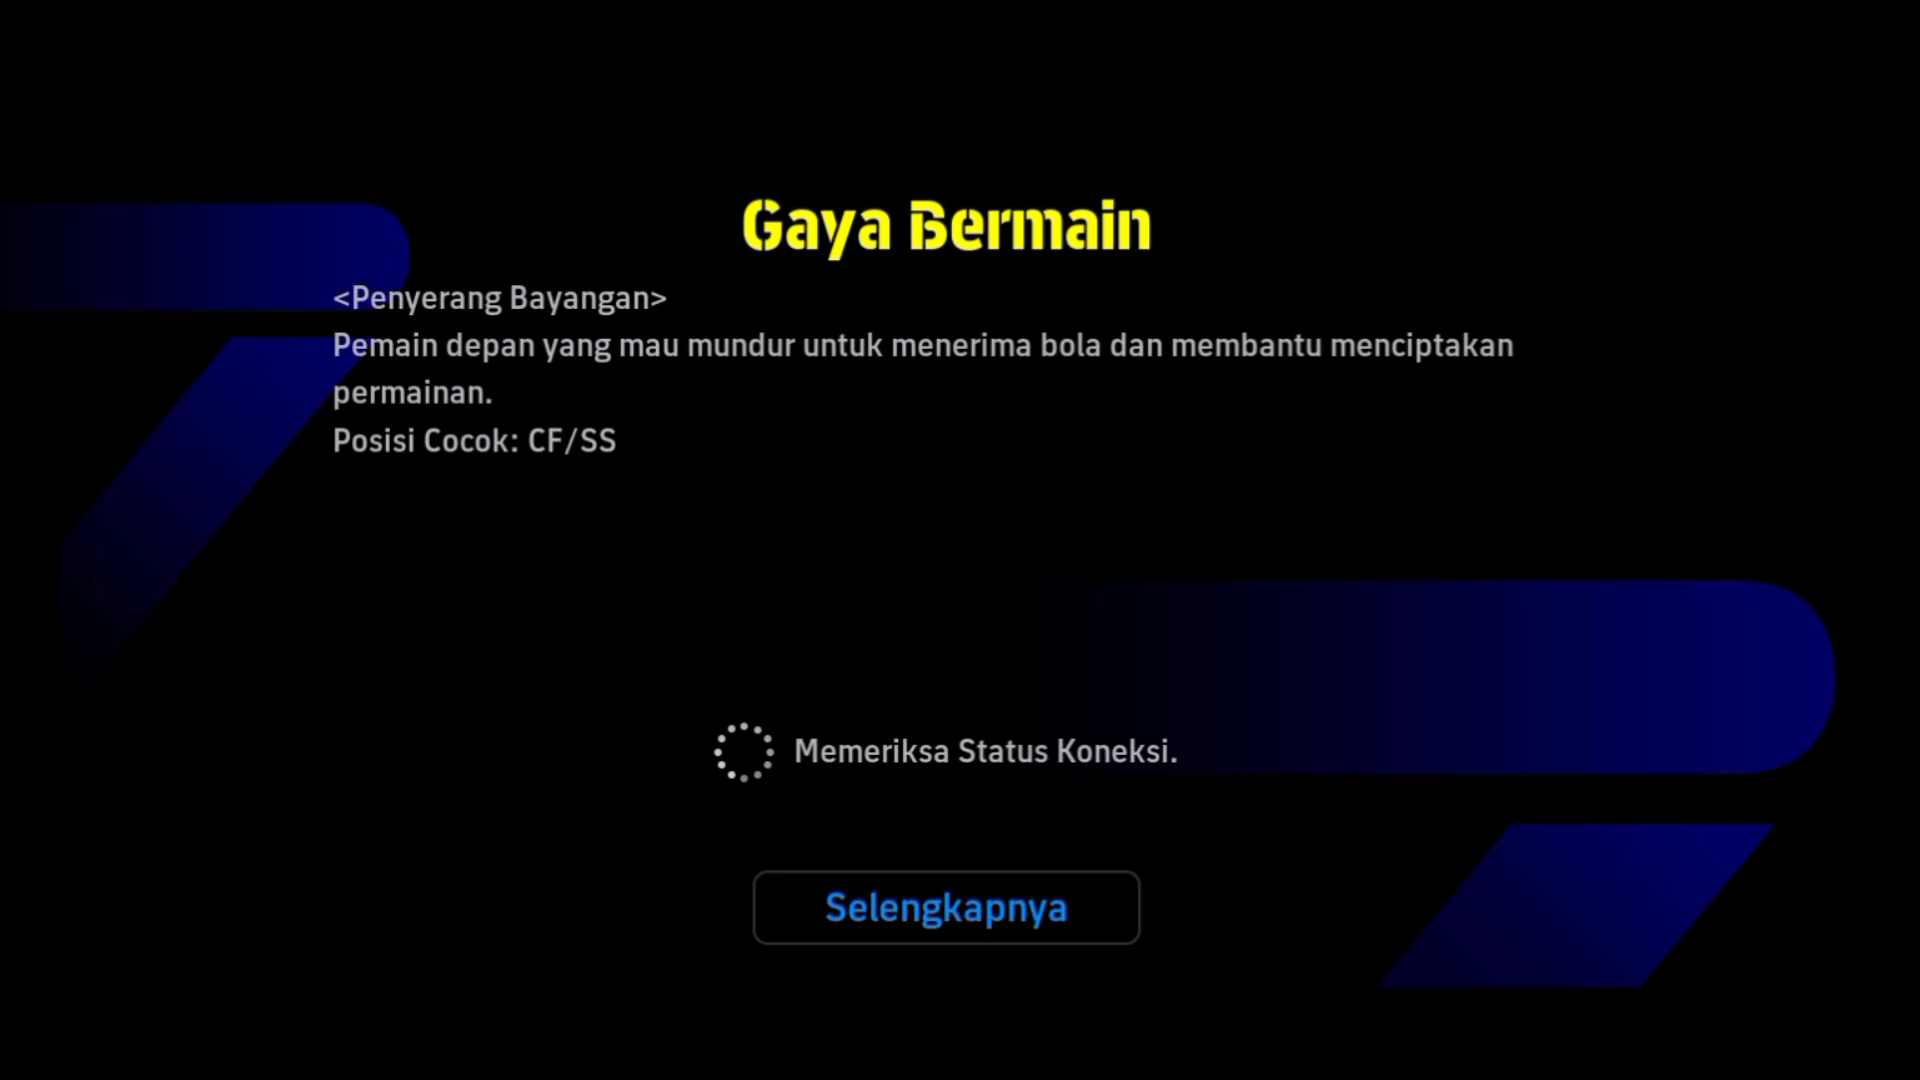 Gaya Bermain
<Penyerang Bayangan>
Pemain depan yang mau mundur untuk menerima bola dan membantu menciptakan
permainan.
Posisi Cocok: CF/SS
Memeriksa Status Koneksi.
Selengkapnya